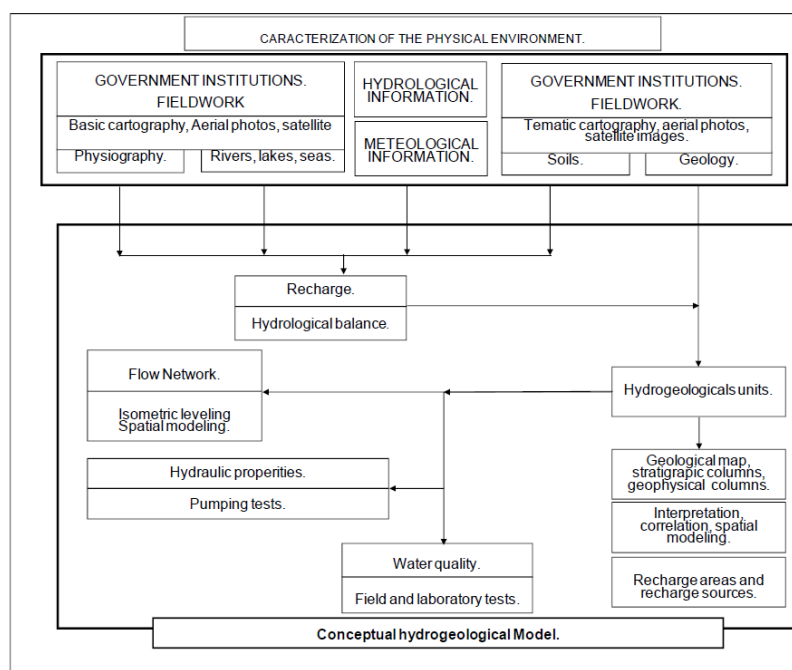 CARACTERIZATION OF THE PHYSICAL ENVIRONMENT.
GOVERNMENT INSTITUTIONS.
FIELDWORK
Basic cartography, Aerial photos, satellite
Physiography.
Rivers, lakes, seas.
HYDROLOGICAL
INFORMATION.
METEOLOGICAL
INFORMATION.
GOVERNMENT INSTITUTIONS.
FIELDWORK.
Tematic cartography, aerial photos,
satellite images.
Soils.
Geology.
Recharge.
Hydrological balance.
Flow Network.
Isometric leveling
Spatial modeling.
Hydrogeologicals units.
Hydraulic properities.
Pumping tests.
Geological map,
stratigrapic columns,
geophysical columns.
Interpretation,
correlation, spatial
modeling.
Water quality.
Field and laboratory tests.
Recharge areas and
recharge sources.
Conceptual hydrogeological Model.